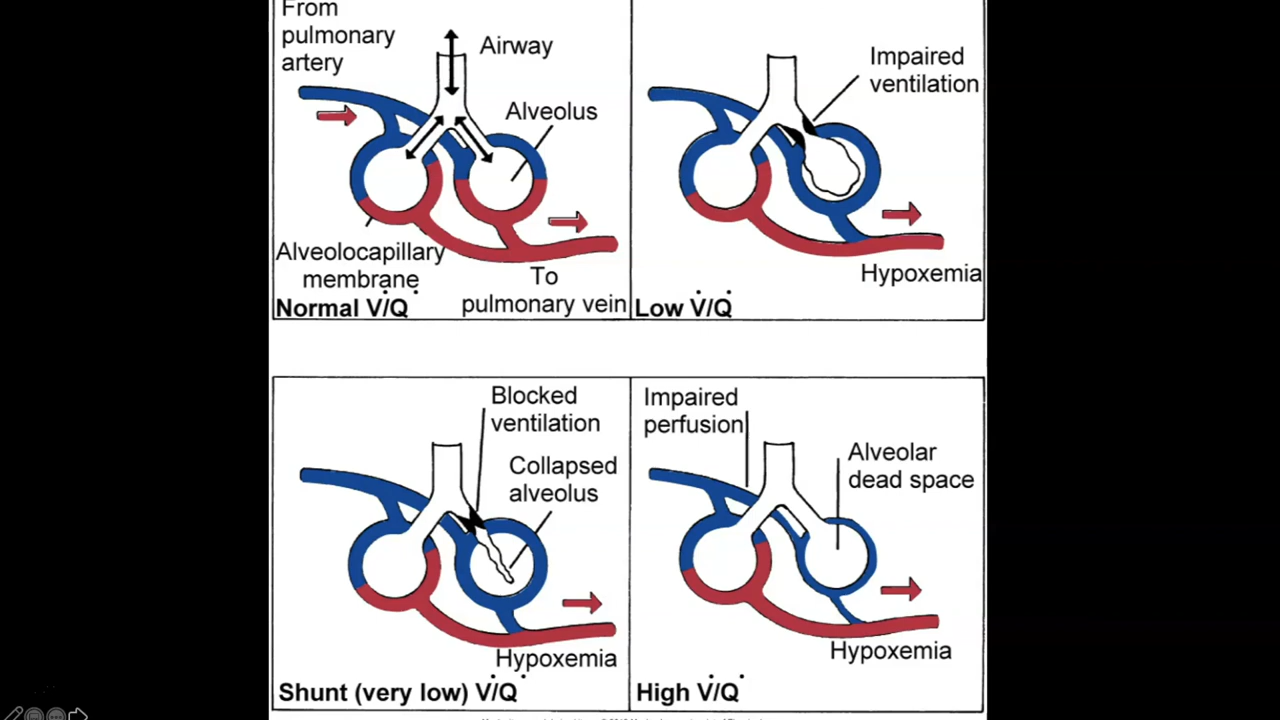 From
pulmonary
artery
Airway
Alveolus
Alveolocapillary
membrane
To
pulmonary vein
Normal V̇/Q̇
Impaired
ventilation
Hypoxemia
Low V̇/Q̇
Blocked
ventilation
Collapsed
alveolus
Hypoxemia
Shunt (very low) V̇/Q̇
Impaired
perfusion
Alveolar
dead space
Hypoxemia
High V̇/Q̇